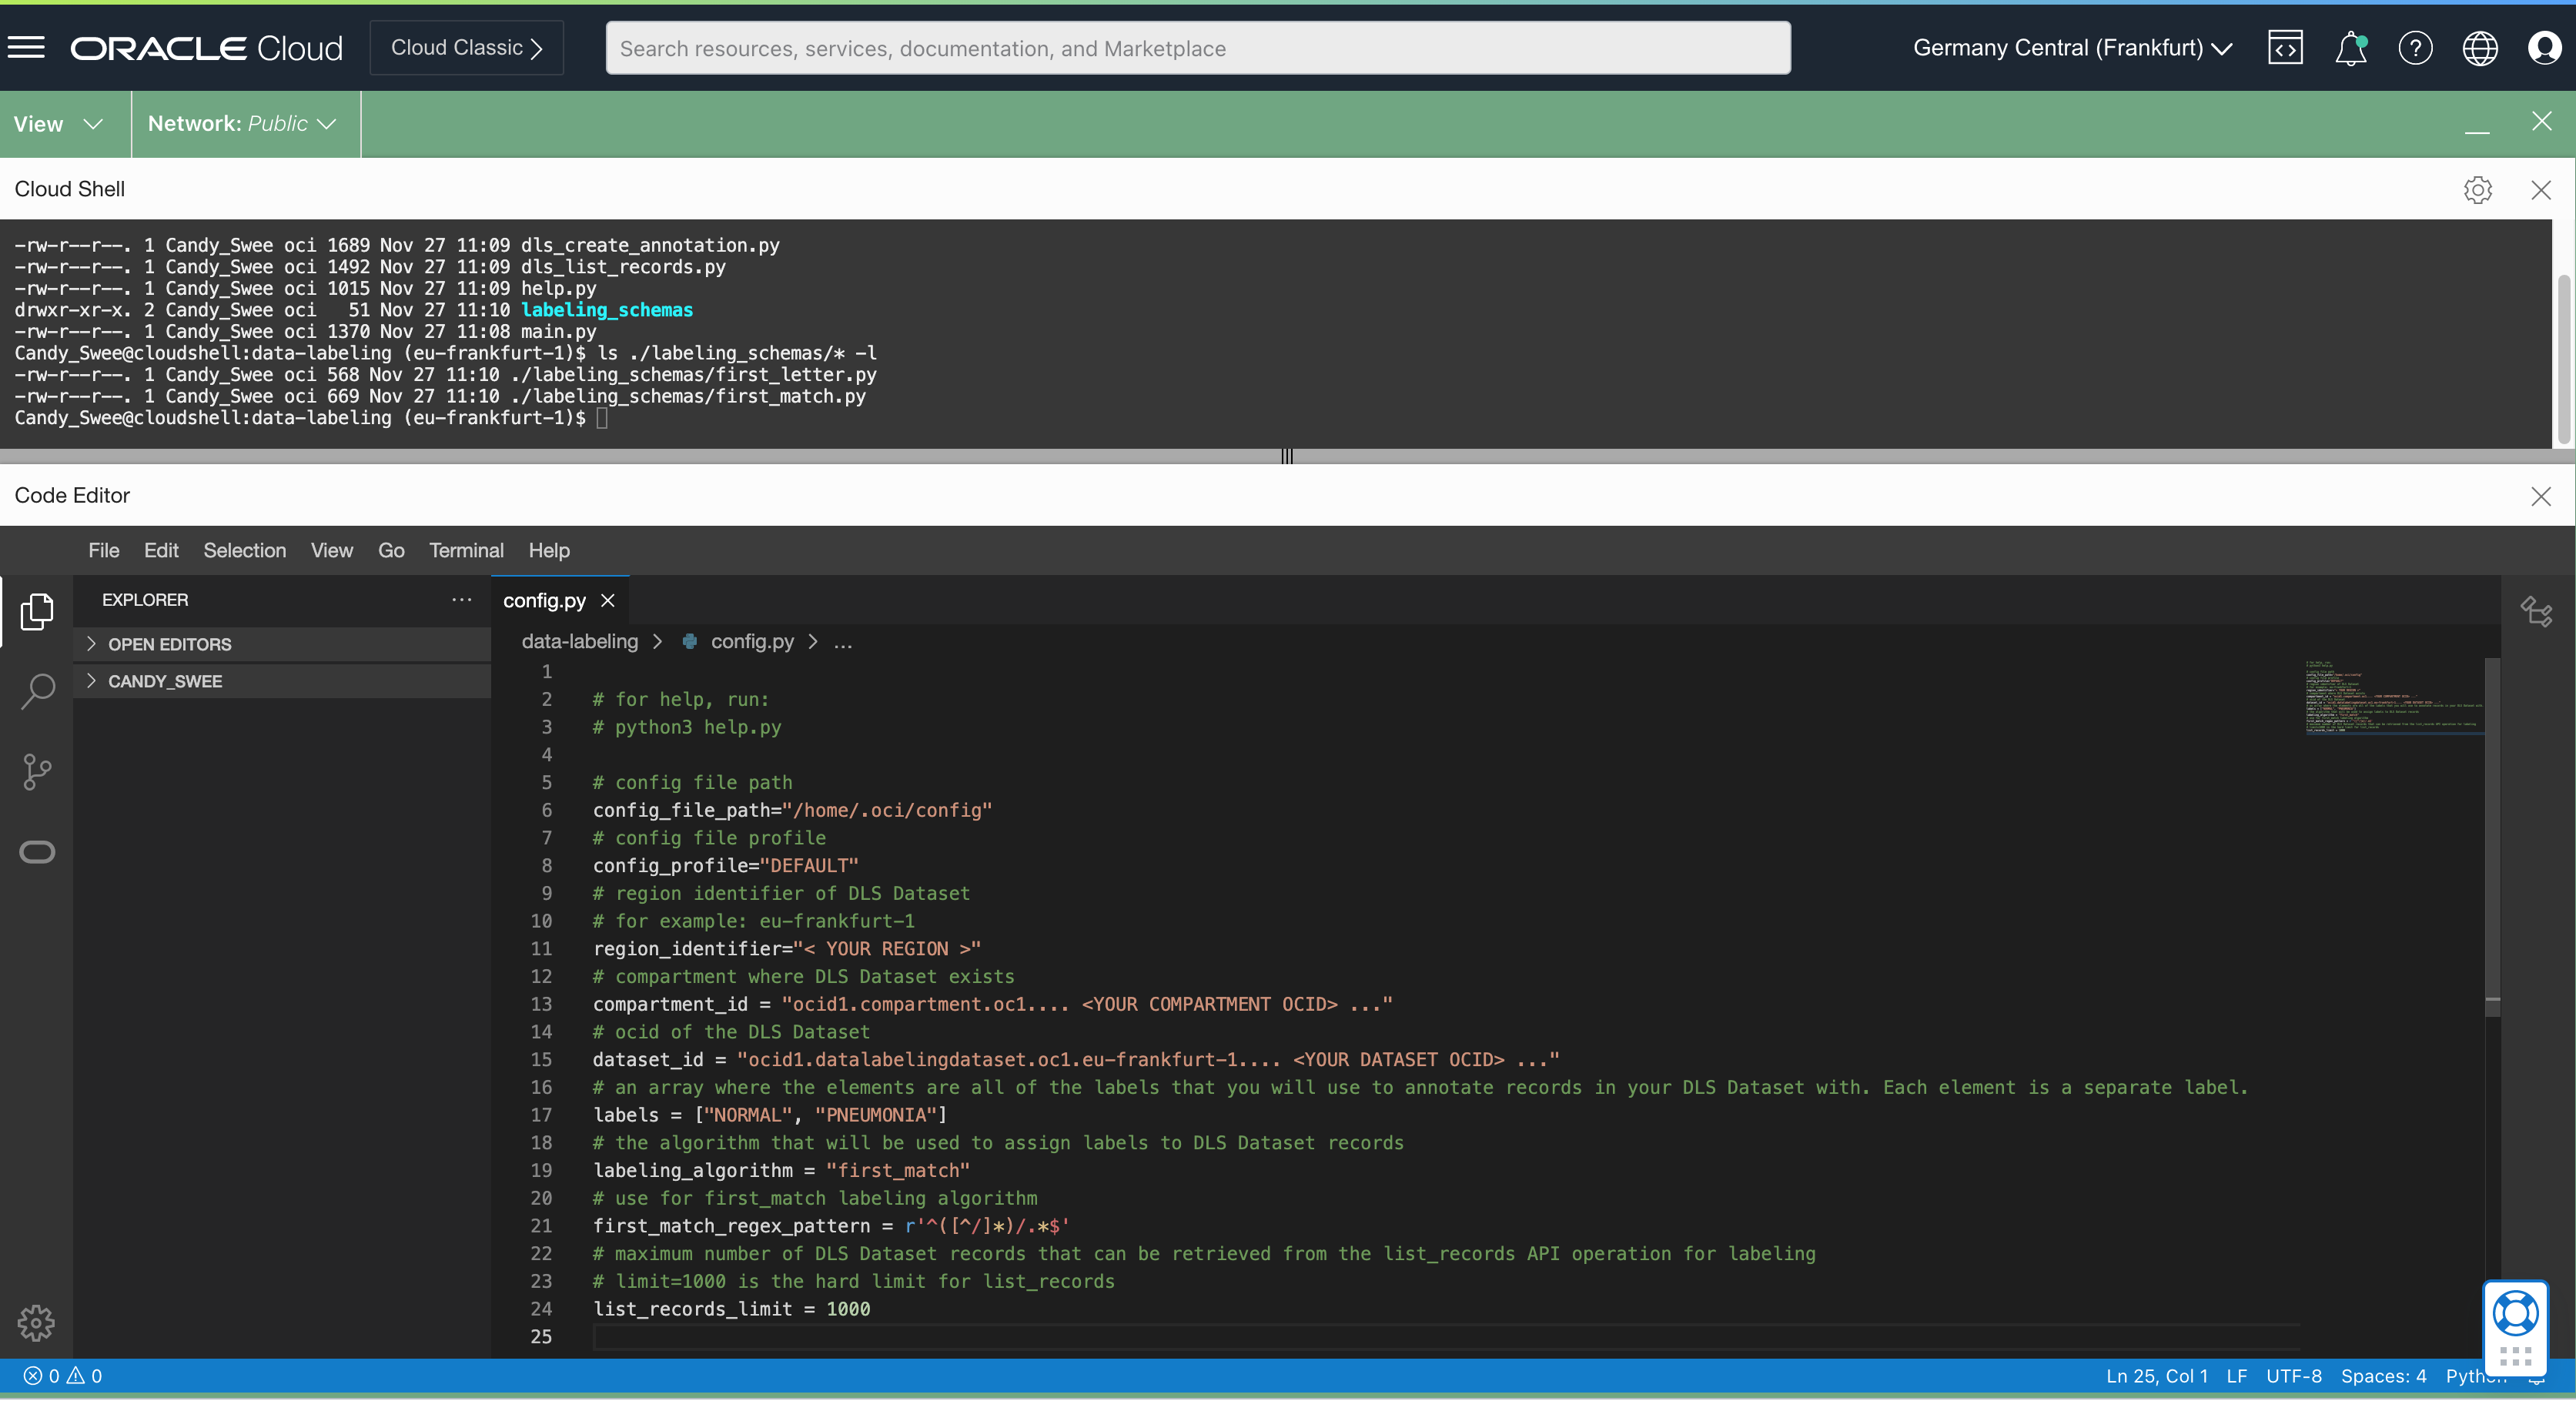 ORACLE Cloud
Cloud Classic
Search resources, services, documentation, and Marketplace
Germany Central (Frankfurt)
View
Network: Public
Cloud Shell
-rw-r--r--. 1 Candy_Swee oci 1689 Nov 27 11:09 dls_create_annotation.py
-rw-r--r--. 1 Candy_Swee oci 1492 Nov 27 11:09 dls_list_records.py
-rw-r--r--. 1 Candy_Swee oci 1015 Nov 27 11:09 help.py
drwxr-xr-x. 2 Candy_Swee oci   51 Nov 27 11:10 labeling_schemas
-rw-r--r--. 1 Candy_Swee oci 1370 Nov 27 11:08 main.py
Candy_Swee@cloudshell:data-labeling (eu-frankfurt-1)$ ls ./labeling_schemas/* -l
-rw-r--r--. 1 Candy_Swee oci 568 Nov 27 11:10 ./labeling_schemas/first_letter.py
-rw-r--r--. 1 Candy_Swee oci 669 Nov 27 11:10 ./labeling_schemas/first_match.py
Candy_Swee@cloudshell:data-labeling (eu-frankfurt-1)$
Code Editor
File Edit Selection View Go Terminal Help
EXPLORER
OPEN EDITORS
CANDY_SWEE
config.py
data-labeling > config.py > ...
1
2 # for help, run:
3 # python3 help.py
4
5 # config file path
6 config_file_path="/home/.oci/config"
7 # config file profile
8 config_profile="DEFAULT"
9 # region identifier of DLS Dataset
10 # for example: eu-frankfurt-1
11 region_identifier="< YOUR REGION >"
12 # compartment where DLS Dataset exists
13 compartment_id = "ocid1.compartment.oc1.... <YOUR COMPARTMENT OCID> ..."
14 # ocid of the DLS Dataset
15 dataset_id = "ocid1.datalabelingdataset.oc1.eu-frankfurt-1.... <YOUR DATASET OCID> ..."
16 # an array where the elements are all of the labels that you will use to annotate records in your DLS Dataset with. Each element is a separate label.
17 labels = ["NORMAL", "PNEUMONIA"]
18 # the algorithm that will be used to assign labels to DLS Dataset records
19 labeling_algorithm = "first_match"
20 # use for first_match labeling algorithm
21 first_match_regex_pattern = r'^([^/]*)/.*$'
22 # maximum number of DLS Dataset records that can be retrieved from the list_records API operation for labeling
23 # limit=1000 is the hard limit for list_records
24 list_records_limit = 1000
25
0 0
Ln 25, Col 1 LF UTF-8 Spaces: 4